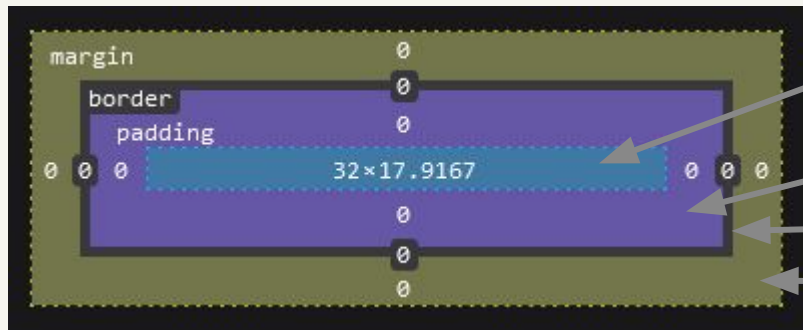 margin 0
border 0
padding 0
0 0 0 32×17.9167 0 0 0
0
0
0